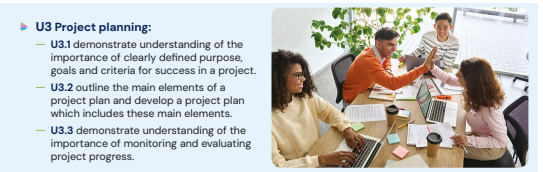 U3 Project planning:
— U3.1 demonstrate understanding of the
importance of clearly defined purpose,
goals and criteria for success in a project.
— U3.2 outline the main elements of a
project plan and develop a project plan
which includes these main elements.
— U3.3 demonstrate understanding of the
importance of monitoring and evaluating
project progress.